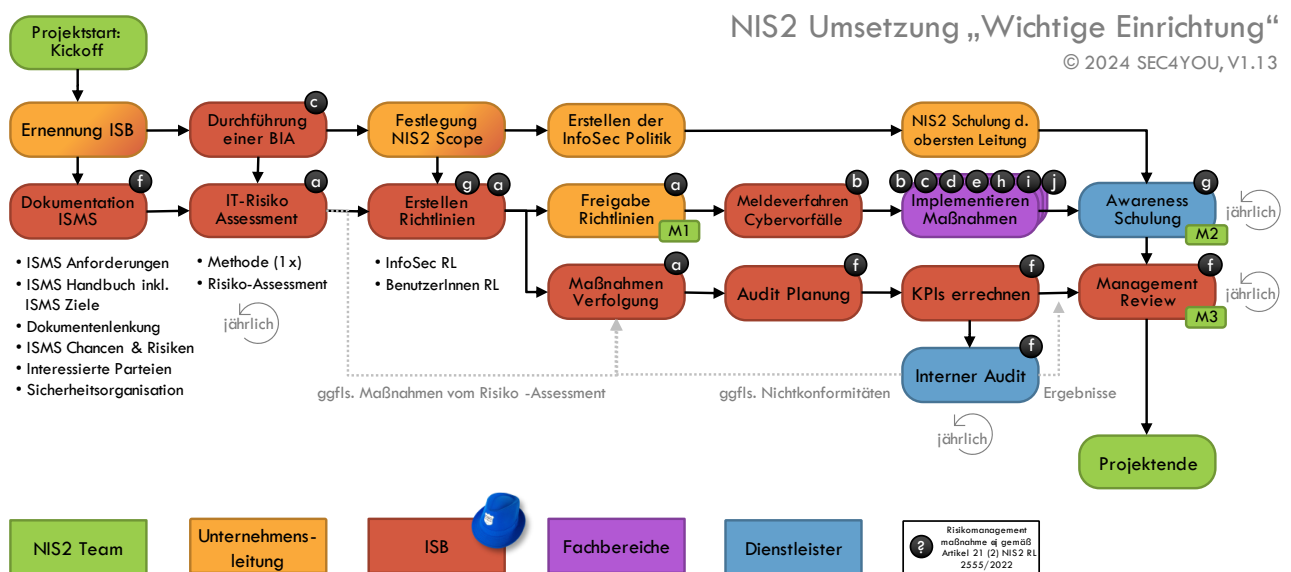 NIS2 Umsetzung „Wichtige Einrichtung“
© 2024 SEC4YOU, V1.13
Projektstart:
Kickoff
Ernennung ISB
c
Durchführung
einer BIA
Festlegung
NIS2 Scope
Erstellen der
InfoSec Politik
NIS2 Schulung d.
obersten Leitung
f
Dokumentation
ISMS
a
IT-Risiko
Assessment
g a
Erstellen
Richtlinien
a
Freigabe
Richtlinien
M1
b
Meldeverfahren
Cybervorfälle
b c d e h i j
Implementieren
Maßnahmen
g
Awareness
Schulung
M2
jährlich
• ISMS Anforderungen
• ISMS Handbuch inkl.
ISMS Ziele
• Dokumentenlenkung
• ISMS Chancen & Risiken
• Interessierte Parteien
• Sicherheitsorganisation
• Methode (1x)
• Risiko-Assessment
jährlich
• InfoSec RL
• BenutzerInnen RL
a
Maßnahmen
Verfolgung
f
Audit Planung
f
KPIs errechnen
f
Management
Review
M3
jährlich
f
Interner Audit
ggfls. Maßnahmen vom Risiko -Assessment
ggfls. Nichtkonformitäten
Ergebnisse
jährlich
Projektende
NIS2 Team
Unternehmens-
leitung
ISB
Fachbereiche
Dienstleister
?
Risikomanagement
maßnahme aj gemäß
Artikel 21 (2) NIS2 RL
2555/2022